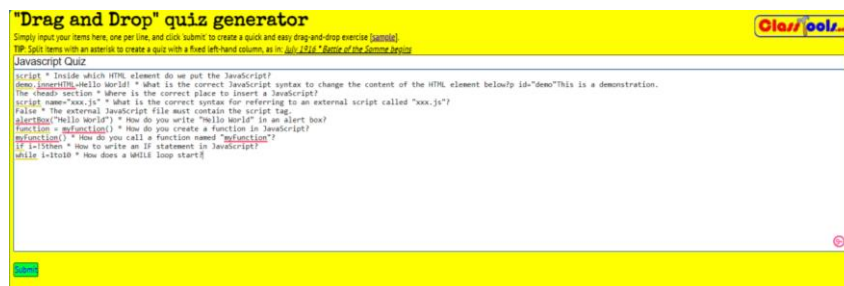 "Drag and Drop" quiz generator
ClassTools
Simply input your items here, one per line, and click 'submit' to create a quick and easy drag-and-drop exercise [sample].
TIP: Split items with an asterisk to create a quiz with a fixed left-hand column, as in: July 1916 * Battle of the Somme begins
Javascript Quiz
script * Inside which HTML element do we put the JavaScript?
demo.innerHTML=Hello World! * What is the correct JavaScript syntax to change the content of the HTML element below?p id="demo"This is a demonstration.
The <head> section * Where is the correct place to insert a JavaScript?
script name="xxx.js" * What is the correct syntax for referring to an external script called "xxx.js"?
False * The external JavaScript file must contain the script tag.
alertBox("Hello World") * How do you write "Hello World" in an alert box?
function = myFunction() * How do you create a function in JavaScript?
myFunction() * How do you call a function named "myFunction"?
if i=!5then * How to write an IF statement in JavaScript?
while i=1to10 * How does a WHILE loop start?
Submit